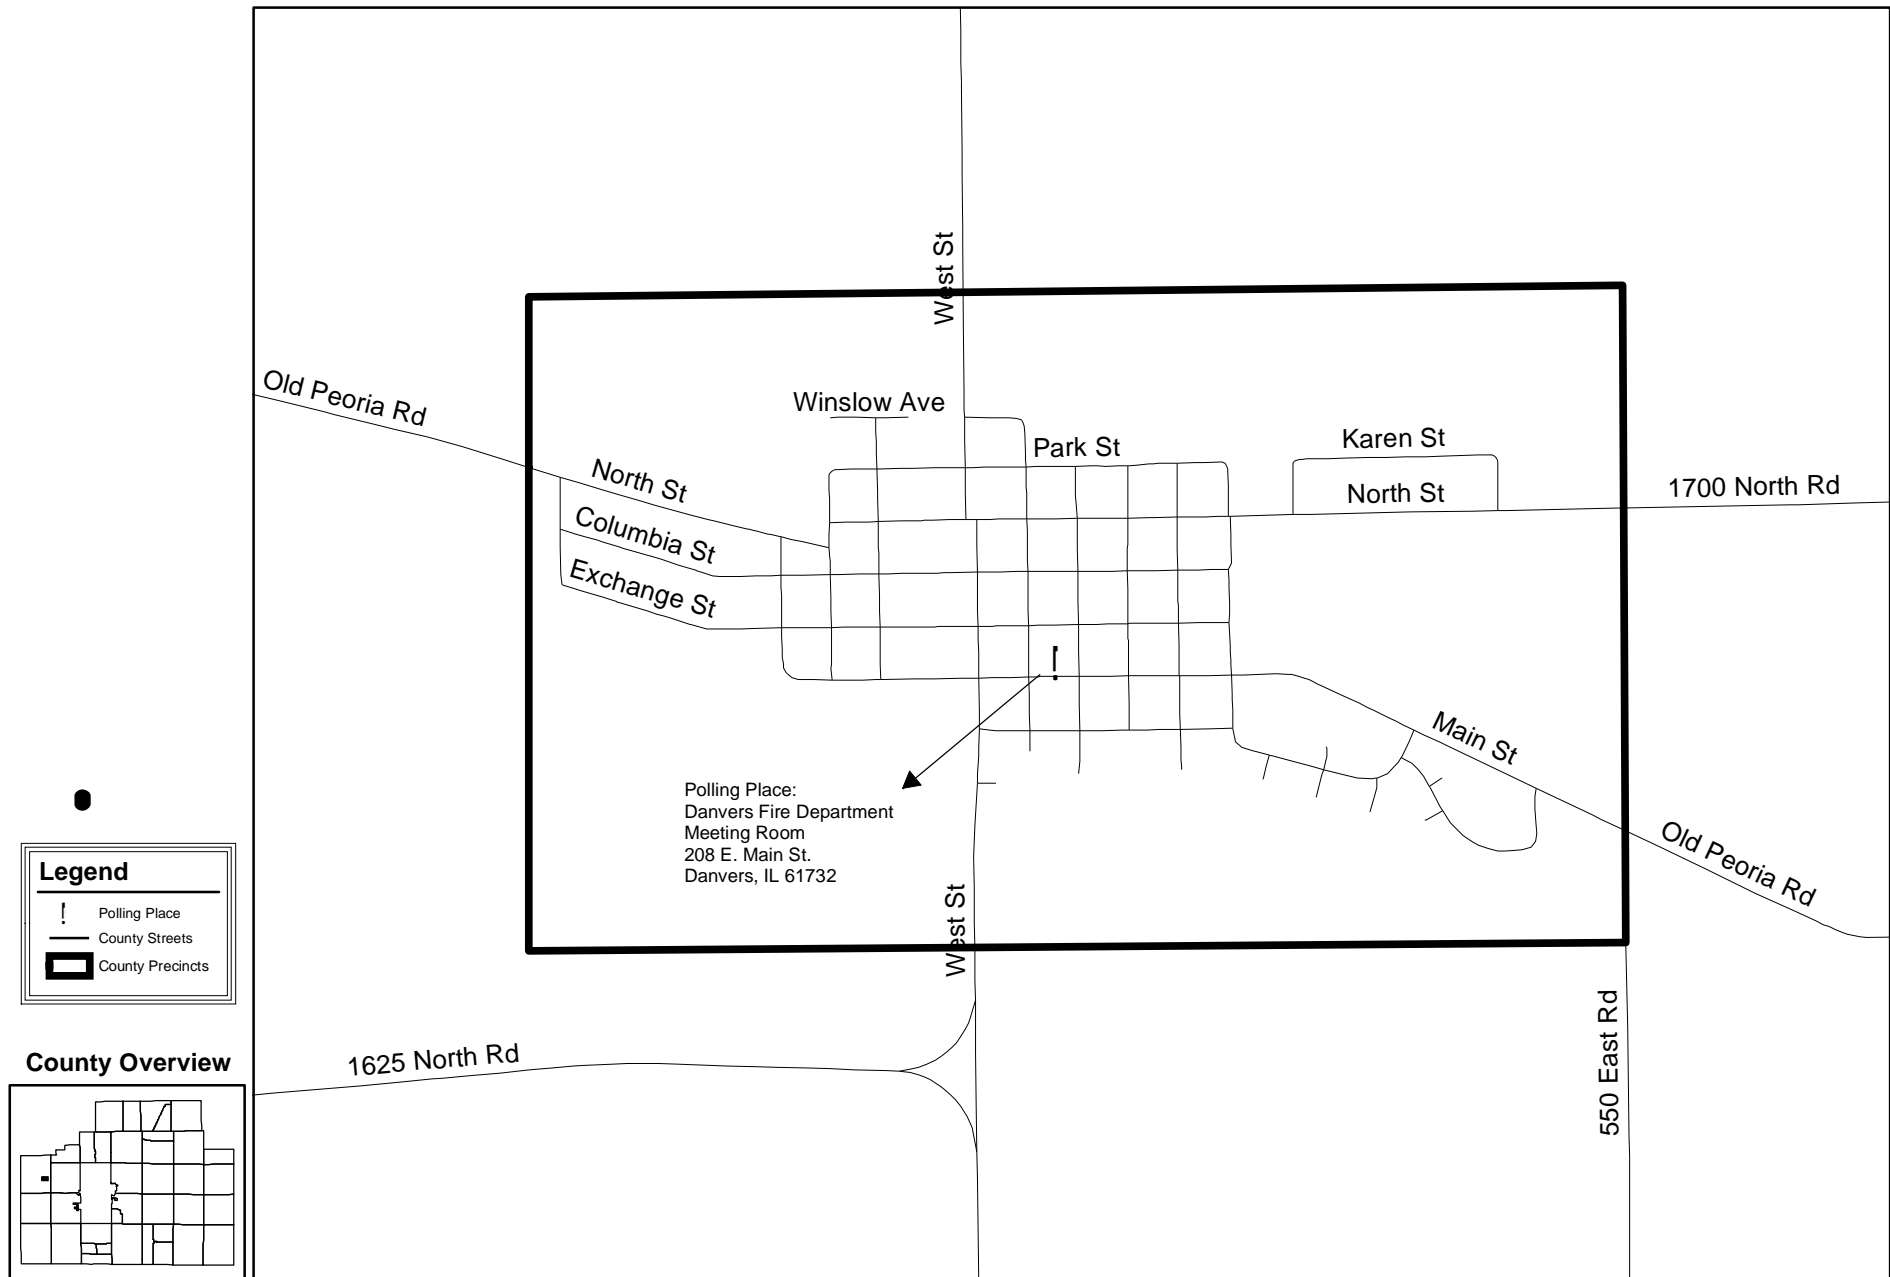 West St
Old Peoria Rd
Winslow Ave
Park St
Karen St
North St
North St
1700 North Rd
Columbia St
Exchange St
Main St
Polling Place:
Danvers Fire Department
Meeting Room
208 E. Main St.
Danvers, IL 61732
Old Peoria Rd
West St
1625 North Rd
550 East Rd
Legend
Polling Place
County Streets
County Precincts
County Overview